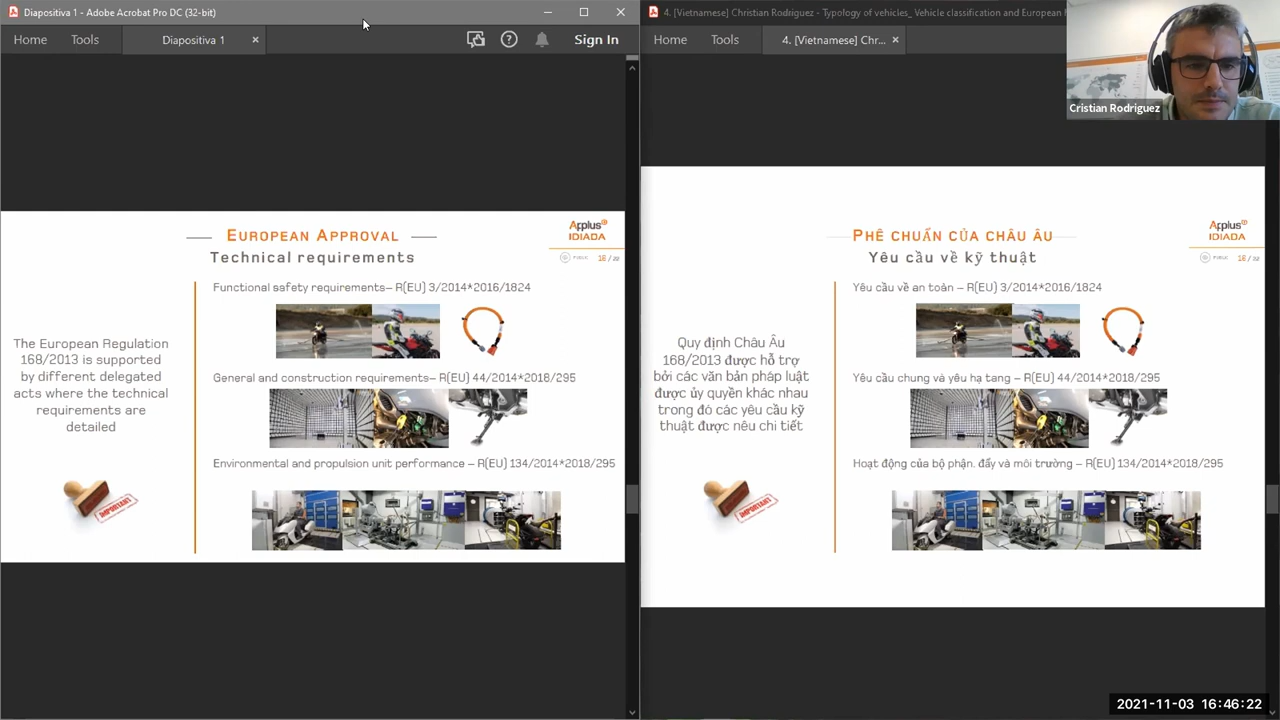 Diapositiva 1 - Adobe Acrobat Pro DC (32-bit)
Home Tools Diapositiva 1 × Sign In
EUROPEAN APPROVAL
Technical requirements
Applus+
IDIADA
PUBLIC 16 / 22
Functional safety requirements– R(EU) 3/2014*2016/1824
The European Regulation
168/2013 is supported
by different delegated
acts where the technical
requirements are
detailed
General and construction requirements– R(EU) 44/2014*2018/295
Environmental and propulsion unit performance – R(EU) 134/2014*2018/295
IMPORTANT
4. [Vietnamese] Christian Rodriguez - Typology of vehicles_ Vehicle classification and European
Home Tools 4. [Vietnamese] Chr... ×
Cristian Rodriguez
PHÊ CHUẨN CỦA CHÂU ÂU
Yêu cầu về kỹ thuật
Applus+
IDIADA
PUBLIC 16 / 22
Yêu cầu về an toàn – R(EU) 3/2014*2016/1824
Quy định Châu Âu
168/2013 được hỗ trợ
bởi các văn bản pháp luật
được ủy quyền khác nhau
trong đó các yêu cầu kỹ
thuật được nêu chi tiết
Yêu cầu chung và yêu hạ tang – R(EU) 44/2014*2018/295
Hoạt động của bộ phận. đẩy và môi trường – R(EU) 134/2014*2018/295
IMPORTANT
2021-11-03 16:46:22